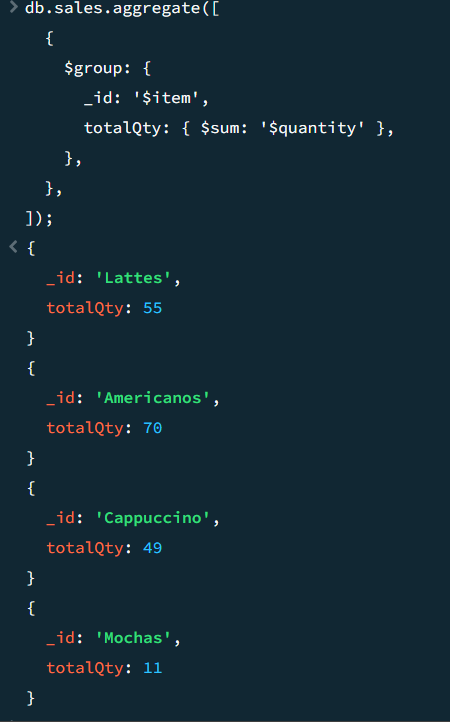 > db.sales.aggregate([
{
$group: {
_id: '$item',
totalQty: { $sum: '$quantity' },
},
},
]);
< {
_id: 'Lattes',
totalQty: 55
}
{
_id: 'Americanos',
totalQty: 70
}
{
_id: 'Cappuccino',
totalQty: 49
}
{
_id: 'Mochas',
totalQty: 11
}